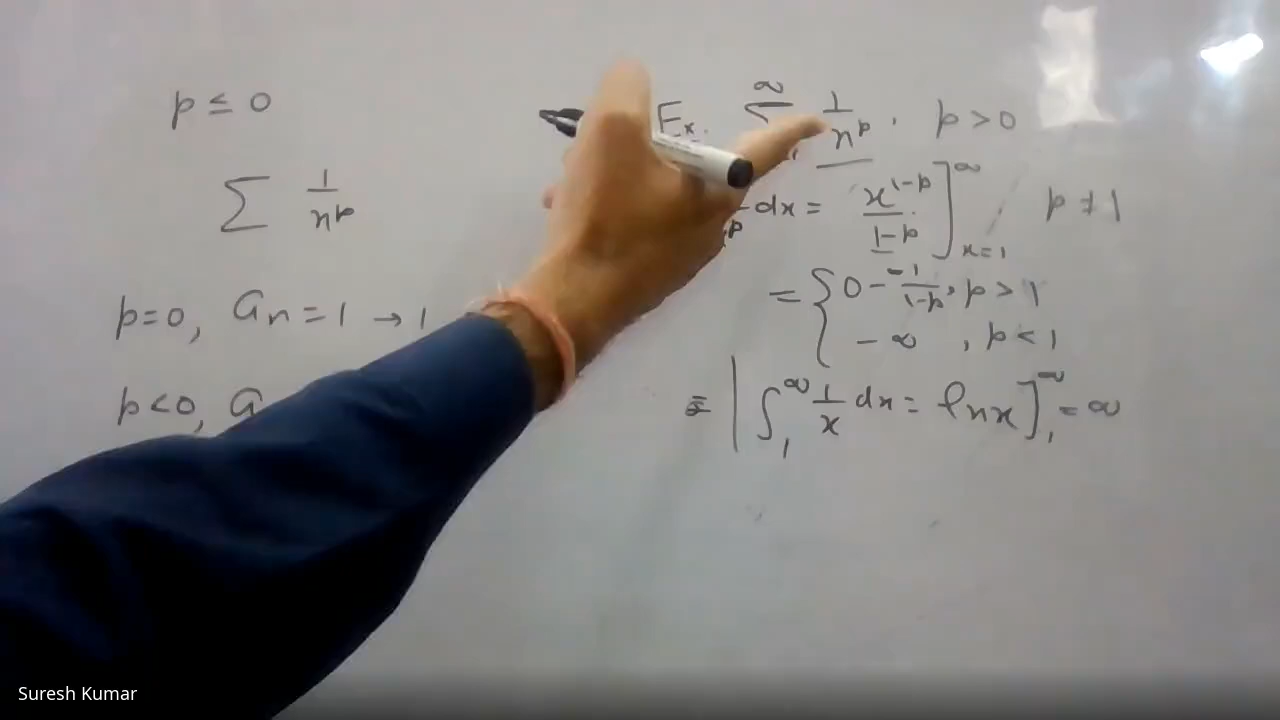 p ≤ 0
∑ 1/n^p
p=0, a_n = 1 → 1
p<0, a
Ex. ∑^∞ 1/n^p, p>0
dx = x^(1-p)/(1-p) ]_(x=1)^∞ p ≠ 1
= { 0 - 1/(1-p), p > 1
-∞, p < 1
∫_1^∞ 1/x dx = ln x ]_1^∞ = ∞
Suresh Kumar